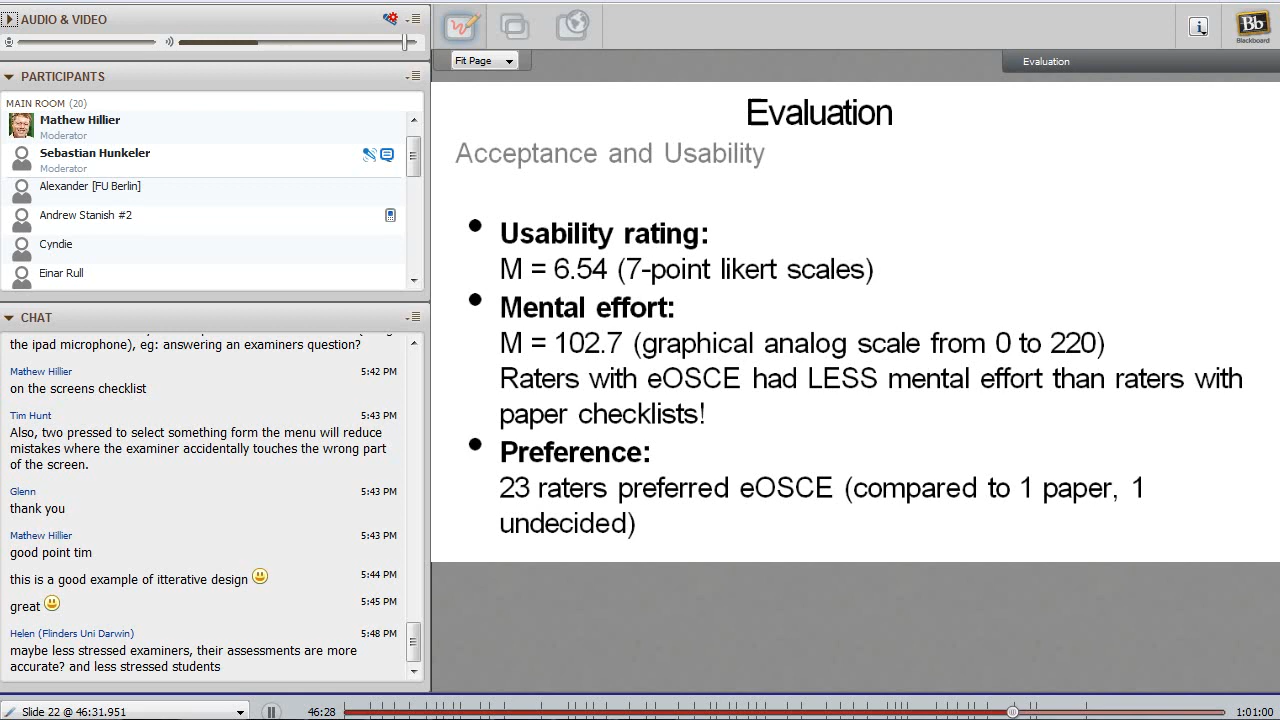 AUDIO & VIDEO
PARTICIPANTS
MAIN ROOM (20)
Mathew Hillier
Moderator
Sebastian Hunkeler
Moderator
Alexander [FU Berlin]
Andrew Stanish #2
Cyndie
Einar Rull
CHAT
the ipad microphone), eg: answering an examiners question?
Mathew Hillier 5:42 PM
on the screens checklist
Tim Hunt 5:43 PM
Also, two pressed to select something form the menu will reduce
mistakes where the examiner accidentally touches the wrong part
of the screen.
Glenn 5:43 PM
thank you
Mathew Hillier 5:43 PM
good point tim
this is a good example of itterative design 5:44 PM
great 5:45 PM
Helen (Flinders Uni Darwin) 5:48 PM
maybe less stressed examiners, their assessments are more
accurate? and less stressed students
Slide 22 @ 46:31.951
46:28
1:01:00
Fit Page
i
Bb
Blackboard
Evaluation
Evaluation
Acceptance and Usability
• Usability rating:
M = 6.54 (7-point likert scales)
• Mental effort:
M = 102.7 (graphical analog scale from 0 to 220)
Raters with eOSCE had LESS mental effort than raters with
paper checklists!
• Preference:
23 raters preferred eOSCE (compared to 1 paper, 1
undecided)